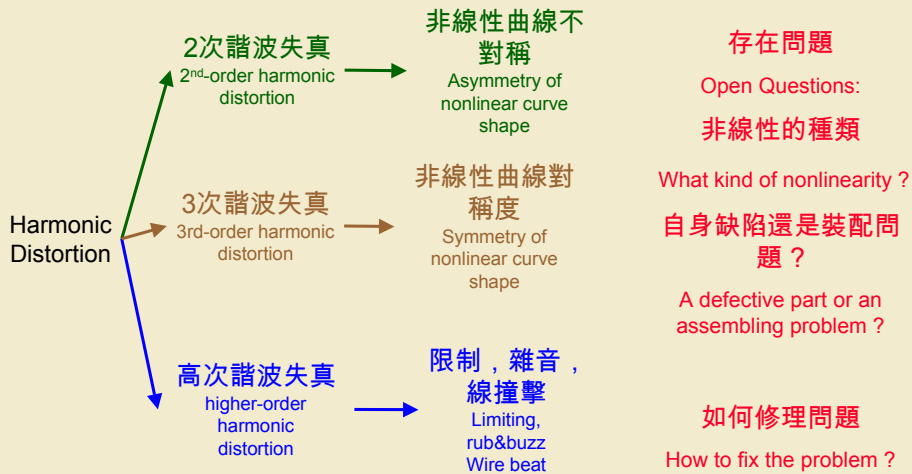 Harmonic
Distortion
2次諧波失真
2nd-order harmonic
distortion
非線性曲線不
對稱
Asymmetry of
nonlinear curve
shape
3次諧波失真
3rd-order harmonic
distortion
非線性曲線對
稱度
Symmetry of
nonlinear curve
shape
高次諧波失真
higher-order
harmonic
distortion
限制，雜音，
線撞擊
Limiting,
rub&buzz
Wire beat
存在問題
Open Questions:
非線性的種類
What kind of nonlinearity ?
自身缺陷還是裝配問
題？
A defective part or an
assembling problem ?
如何修理問題
How to fix the problem ?